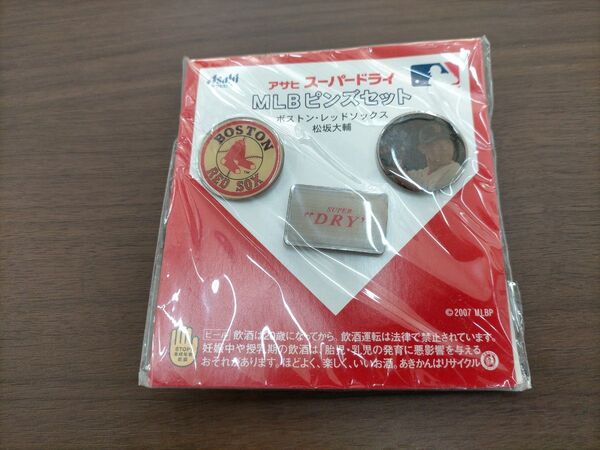 Asahi
アサヒ スーパードライ
MLBピンズセット
ボストン・レッドソックス
松坂大輔
BOSTON
RED SOX
SUPER
"DRY"
©2007 MLBP
STOP
ビール 飲酒は20歳になってから。飲酒運転は法律で禁止されています。
妊娠中や授乳期の飲酒は、胎児・乳児の発育に悪影響を与える
おそれがあります。ほどよく、楽しく、いいお酒。あきかんはリサイクル